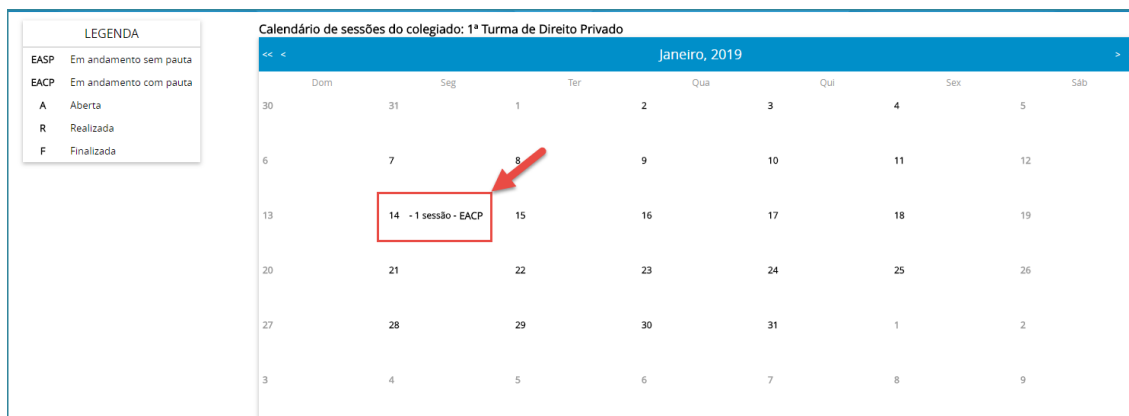 LEGENDA
EASP Em andamento sem pauta
EACP Em andamento com pauta
A Aberta
R Realizada
F Finalizada
Calendário de sessões do colegiado: 1ª Turma de Direito Privado
<< < Janeiro, 2019 >
Dom Seg Ter Qua Qui Sex Sáb
30 31 1 2 3 4 5
6 7 8 9 10 11 12
13 14 - 1 sessão - EACP 15 16 17 18 19
20 21 22 23 24 25 26
27 28 29 30 31 1 2
3 4 5 6 7 8 9